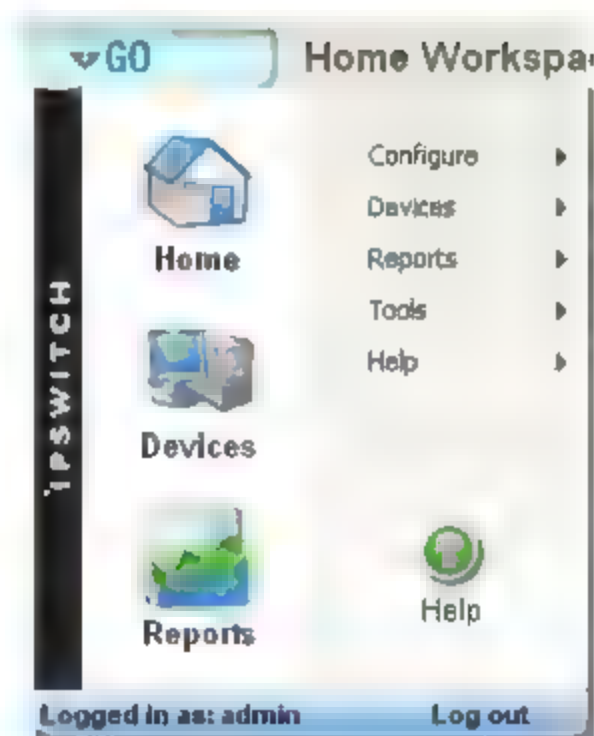 GO
Home Workspa
IPSWITCH
Home
Devices
Reports
Configure
Devices
Reports
Tools
Help
Help
Logged in as: admin
Log out